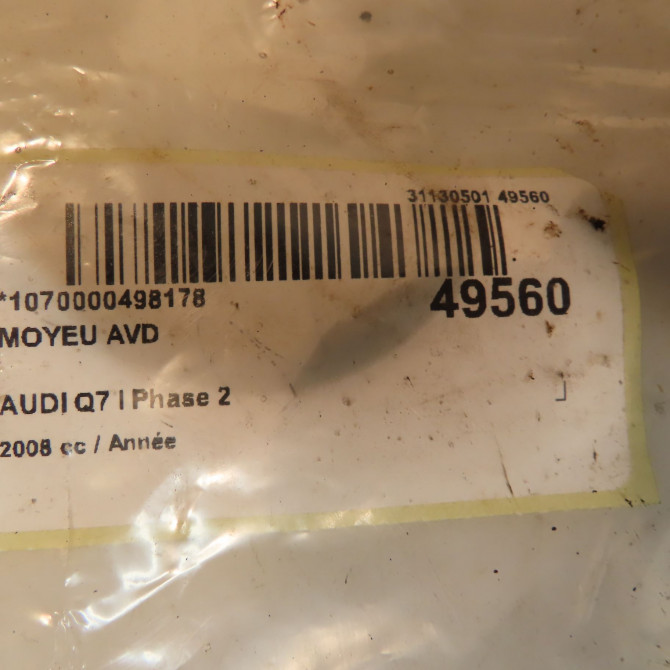 31130501 49560
*1070000498178
49560
MOYEU AVD
AUDI Q7 I Phase 2
2008 cc / Année